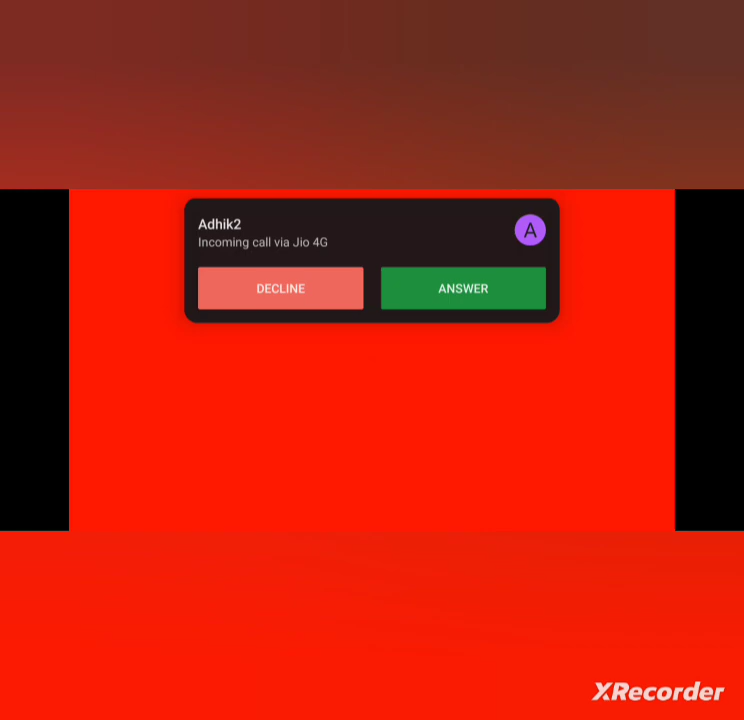 Adhik2
Incoming call via Jio 4G
A
DECLINE
ANSWER
XRecorder